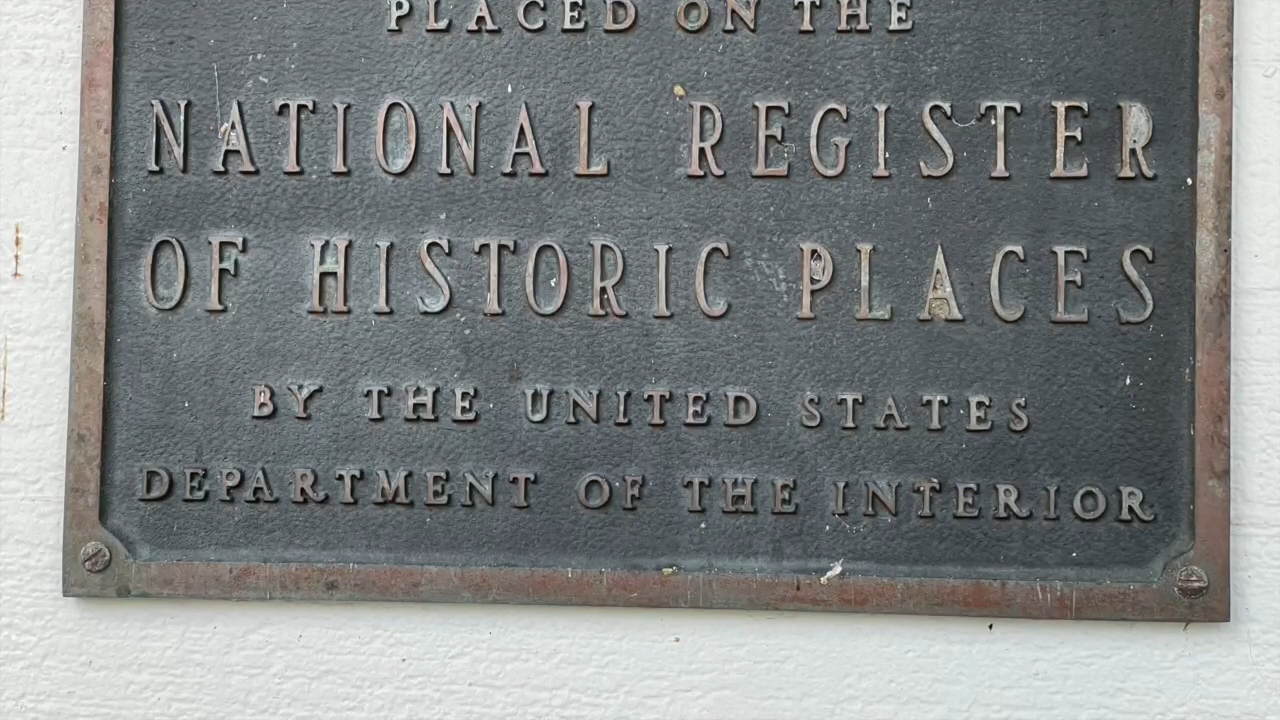 PLACED ON THE
NATIONAL REGISTER
OF HISTORIC PLACES
BY THE UNITED STATES
DEPARTMENT OF THE INTERIOR